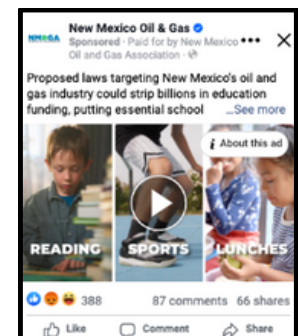 New Mexico Oil & Gas
NMOGA
Sponsored · Paid for by New Mexico
Oil and Gas Association ·
Proposed laws targeting New Mexico's oil and
gas industry could strip billions in education
funding, putting essential school ...See more
i About this ad
READING SPORTS LUNCHES
388 87 comments 66 shares
Like Comment Share